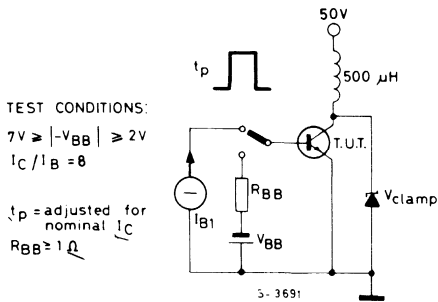 50V
tp
500 µH
TEST CONDITIONS:
7V ≥ |-VBB| ≥ 2V
IC / IB = 8
tp = adjusted for
nominal IC
RBB ≥ 1 Ω
T.U.T.
IB1
RBB
VBB
Vclamp
S-3691